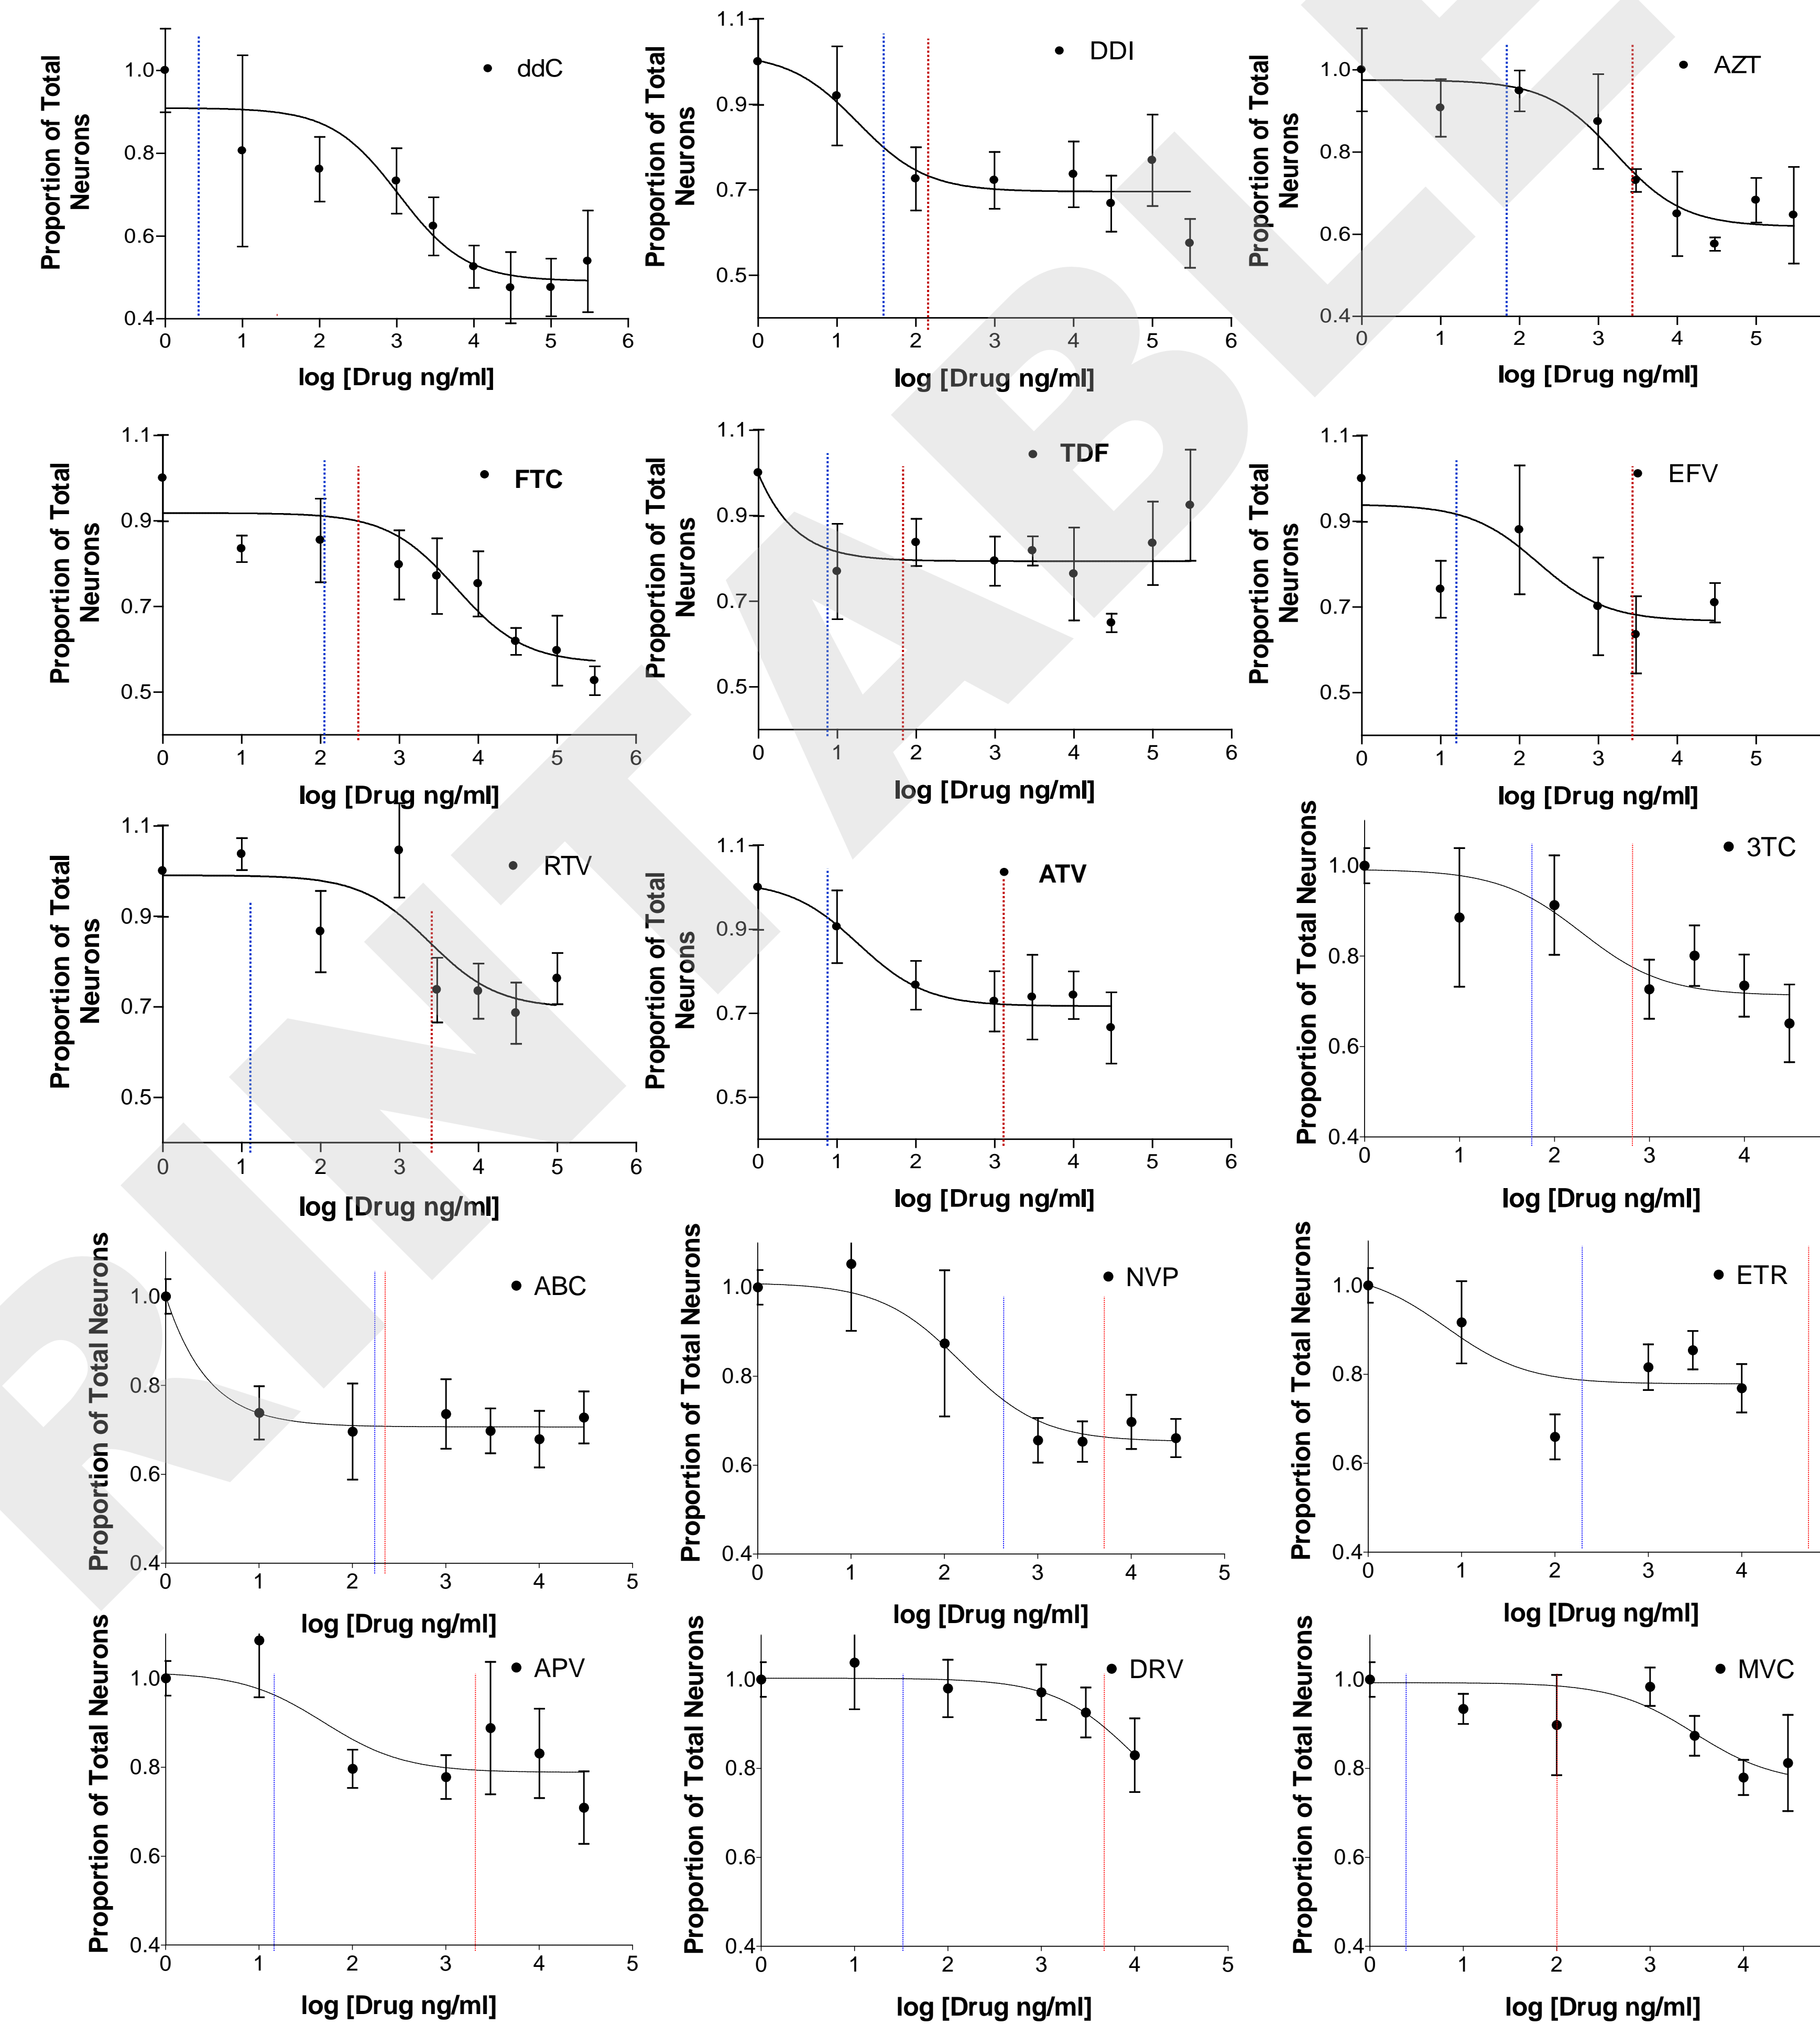 ddC
Proportion of Total
Neurons
1.0
0.8
0.6
0.4
0 1 2 3 4 5 6
log [Drug ng/ml]
DDI
Proportion of Total
Neurons
1.1
0.9
0.7
0.5
0 1 2 3 4 5 6
log [Drug ng/ml]
AZT
Proportion of Total
Neurons
1.0
0.8
0.6
0.4
0 1 2 3 4 5
log [Drug ng/ml]
FTC
Proportion of Total
Neurons
1.1
0.9
0.7
0.5
0 1 2 3 4 5 6
log [Drug ng/ml]
TDF
Proportion of Total
Neurons
1.1
0.9
0.7
0.5
0 1 2 3 4 5 6
log [Drug ng/ml]
EFV
Proportion of Total
Neurons
1.1
0.9
0.7
0.5
0 1 2 3 4 5
log [Drug ng/ml]
RTV
Proportion of Total
Neurons
1.1
0.9
0.7
0.5
0 1 2 3 4 5 6
log [Drug ng/ml]
ATV
Proportion of Total
Neurons
1.1
0.9
0.7
0.5
0 1 2 3 4 5 6
log [Drug ng/ml]
3TC
Proportion of Total Neurons
1.0
0.8
0.6
0.4
0 1 2 3 4
log [Drug ng/ml]
ABC
Proportion of Total Neurons
1.0
0.8
0.6
0.4
0 1 2 3 4 5
log [Drug ng/ml]
NVP
Proportion of Total Neurons
1.0
0.8
0.6
0.4
0 1 2 3 4 5
log [Drug ng/ml]
ETR
Proportion of Total Neurons
1.0
0.8
0.6
0.4
0 1 2 3 4
log [Drug ng/ml]
APV
Proportion of Total Neurons
1.0
0.8
0.6
0.4
0 1 2 3 4 5
log [Drug ng/ml]
DRV
Proportion of Total Neurons
1.0
0.8
0.6
0.4
0 1 2 3 4 5
log [Drug ng/ml]
MVC
Proportion of Total Neurons
1.0
0.8
0.6
0.4
0 1 2 3 4
log [Drug ng/ml]
RINTABLE